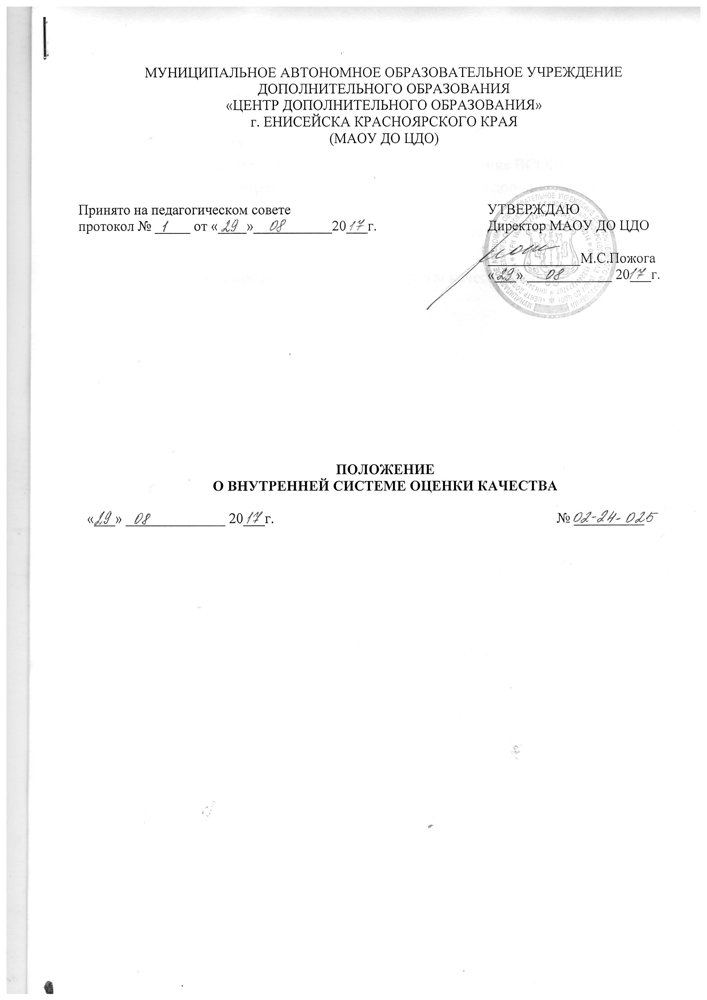 МУНИЦИПАЛЬНОЕ АВТОНОМНОЕ ОБРАЗОВАТЕЛЬНОЕ УЧРЕЖДЕНИЕ
ДОПОЛНИТЕЛЬНОГО ОБРАЗОВАНИЯ
«ЦЕНТР ДОПОЛНИТЕЛЬНОГО ОБРАЗОВАНИЯ»
г. ЕНИСЕЙСКА КРАСНОЯРСКОГО КРАЯ
(МАОУ ДО ЦДО)
Принято на педагогическом совете
протокол № 1 от «29» 08 2017 г.
УТВЕРЖДАЮ
Директор МАОУ ДО ЦДО
М.С.Пожога
«29» 08 2017 г.
ПОЛОЖЕНИЕ
О ВНУТРЕННЕЙ СИСТЕМЕ ОЦЕНКИ КАЧЕСТВА
«29» 08 2017 г.
№ 02-24-025